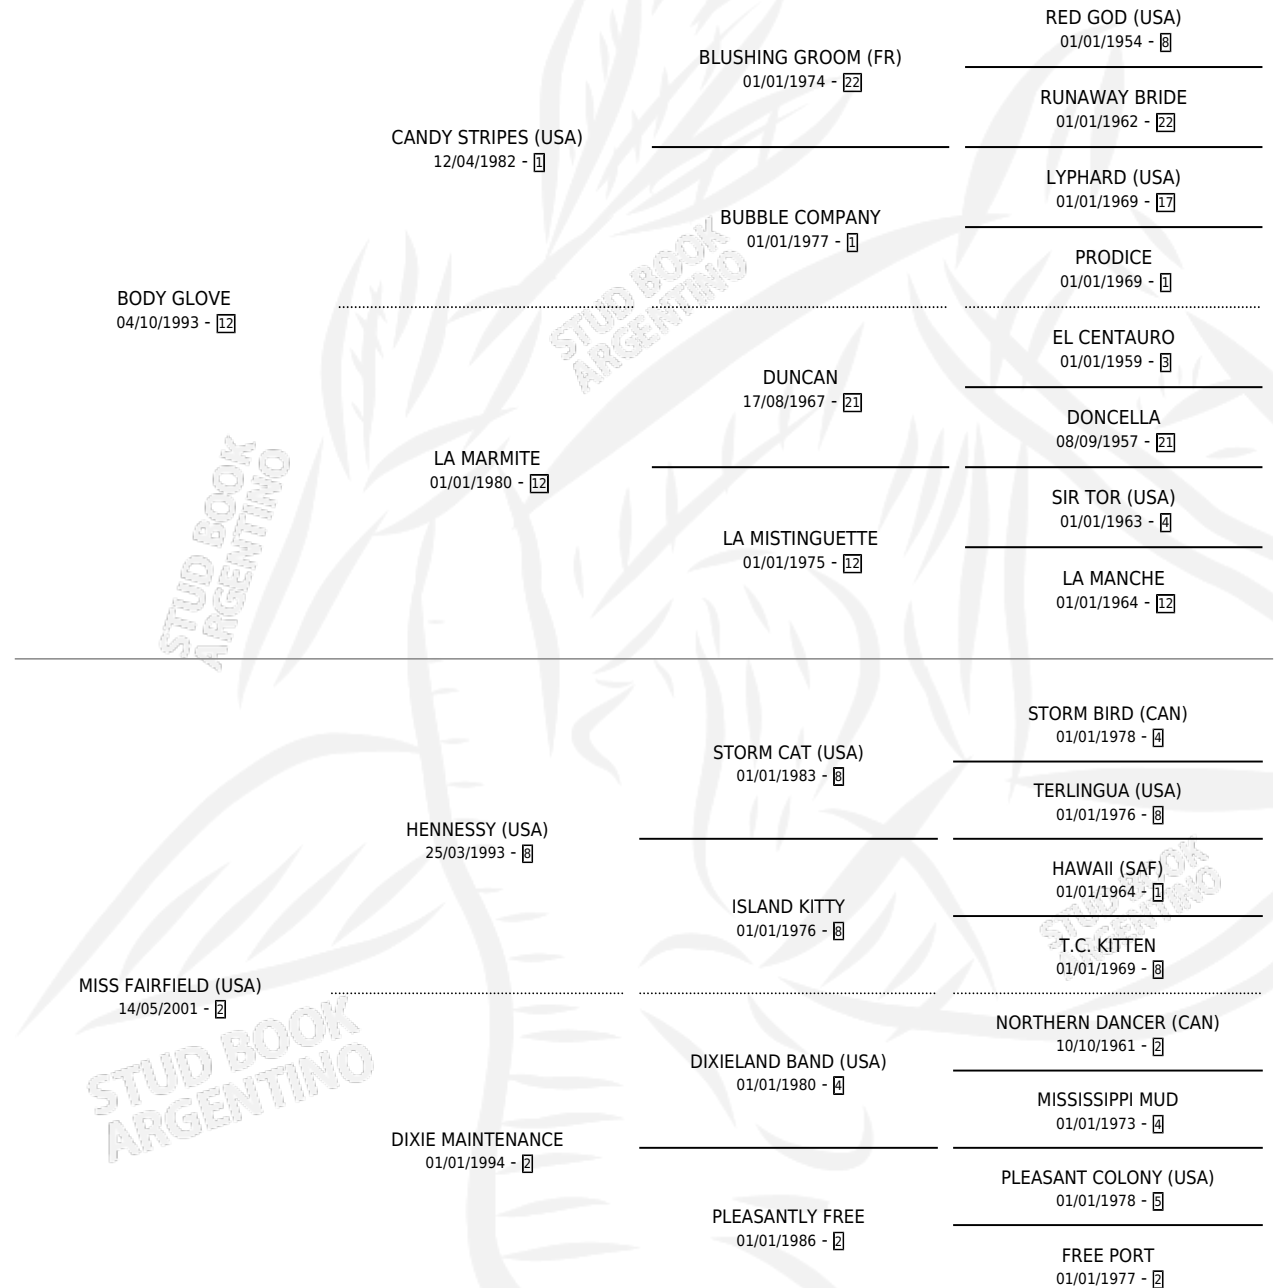 RED GOD (USA)
01/01/1954 - 8
BLUSHING GROOM (FR)
01/01/1974 - 22
RUNAWAY BRIDE
01/01/1962 - 22
CANDY STRIPES (USA)
12/04/1982 - 1
LYPHARD (USA)
01/01/1969 - 17
BUBBLE COMPANY
01/01/1977 - 1
PRODICE
01/01/1969 - 1
BODY GLOVE
04/10/1993 - 12
STUD BOOK
ARGENTINO
EL CENTAURO
01/01/1959 - 3
DUNCAN
17/08/1967 - 21
DONCELLA
08/09/1957 - 21
LA MARMITE
01/01/1980 - 12
SIR TOR (USA)
01/01/1963 - 4
LA MISTINGUETTE
01/01/1975 - 12
LA MANCHE
01/01/1964 - 12
STUD BOOK
ARGENTINO
STORM BIRD (CAN)
01/01/1978 - 4
STORM CAT (USA)
01/01/1983 - 8
TERLINGUA (USA)
01/01/1976 - 8
HENNESSY (USA)
25/03/1993 - 8
HAWAII (SAF)
01/01/1964 - 1
STUD BOOK
ARGENTINO
ISLAND KITTY
01/01/1976 - 8
T.C. KITTEN
01/01/1969 - 8
MISS FAIRFIELD (USA)
14/05/2001 - 2
STUD BOOK
ARGENTINO
NORTHERN DANCER (CAN)
10/10/1961 - 2
DIXIELAND BAND (USA)
01/01/1980 - 4
MISSISSIPPI MUD
01/01/1973 - 4
DIXIE MAINTENANCE
01/01/1994 - 2
PLEASANT COLONY (USA)
01/01/1978 - 5
PLEASANTLY FREE
01/01/1986 - 2
FREE PORT
01/01/1977 - 2